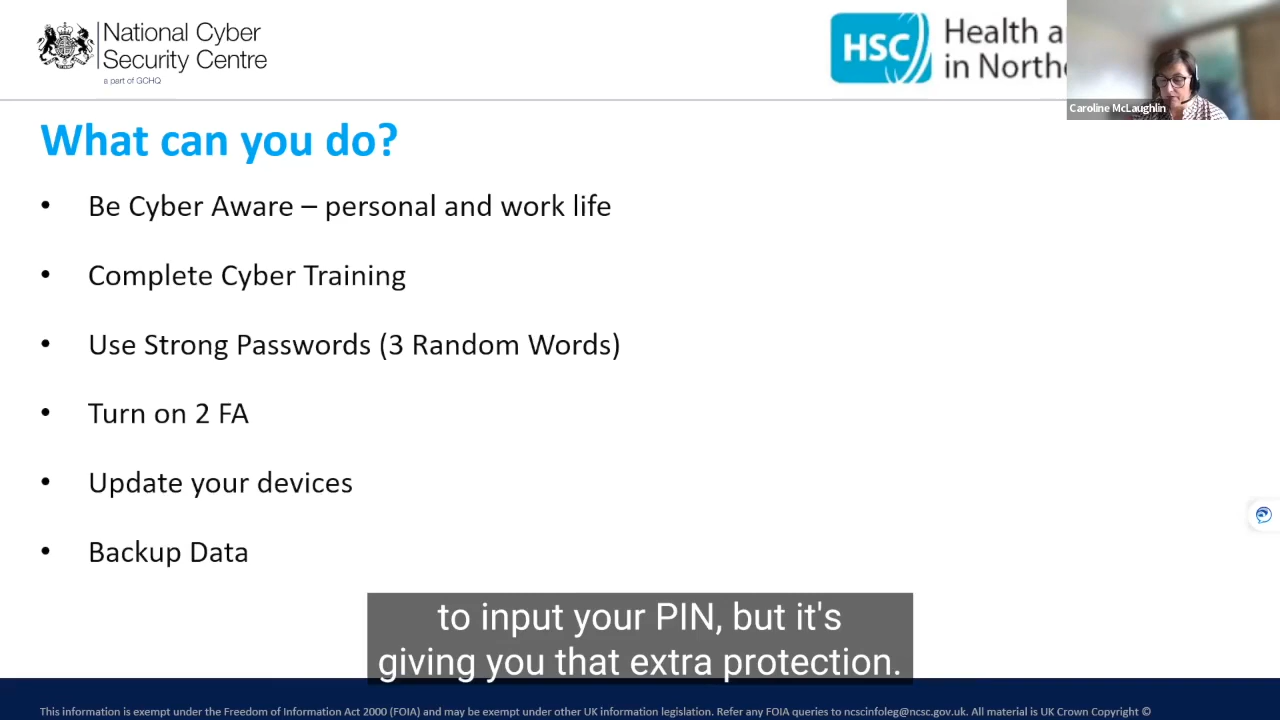 National Cyber
Security Centre
a part of GCHQ
HSC
Health a
in North
Caroline McLaughlin
What can you do?
• Be Cyber Aware – personal and work life
• Complete Cyber Training
• Use Strong Passwords (3 Random Words)
• Turn on 2 FA
• Update your devices
• Backup Data
to input your PIN, but it's
giving you that extra protection.
This information is exempt under the Freedom of Information Act 2000 (FOIA) and may be exempt under other UK information legislation. Refer any FOIA queries to ncscinfoleg@ncsc.gov.uk. All material is UK Crown Copyright ©